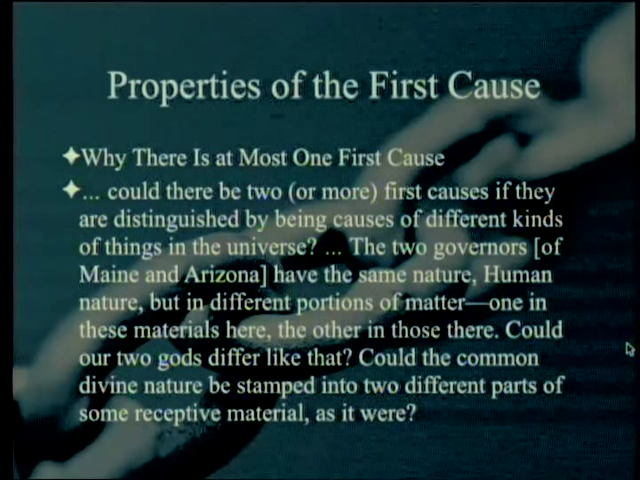 Properties of the First Cause
Why There Is at Most One First Cause
... could there be two (or more) first causes if they
are distinguished by being causes of different kinds
of things in the universe? ... The two governors [of
Maine and Arizona] have the same nature, Human
nature, but in different portions of matter—one in
these materials here, the other in those there. Could
our two gods differ like that? Could the common
divine nature be stamped into two different parts of
some receptive material, as it were?